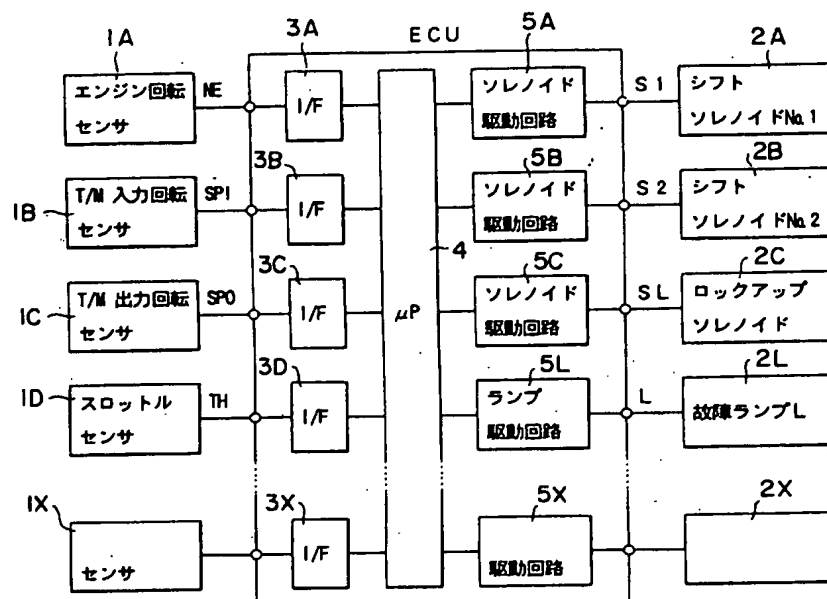 1A
3A
ECU
5A
2A
エンジン回転
センサ
NE
I/F
ソレノイド
駆動回路
S1
シフト
ソレノイドNo.1
1B
T/M 入力回転
センサ
SPI
3B
I/F
5B
ソレノイド
駆動回路
S2
2B
シフト
ソレノイドNo.2
4
μP
1C
T/M 出力回転
センサ
SPO
3C
I/F
5C
ソレノイド
駆動回路
SL
2C
ロックアップ
ソレノイド
1D
スロットル
センサ
TH
3D
I/F
5L
ランプ
駆動回路
L
2L
故障ランプL
1X
センサ
3X
I/F
5X
駆動回路
2X